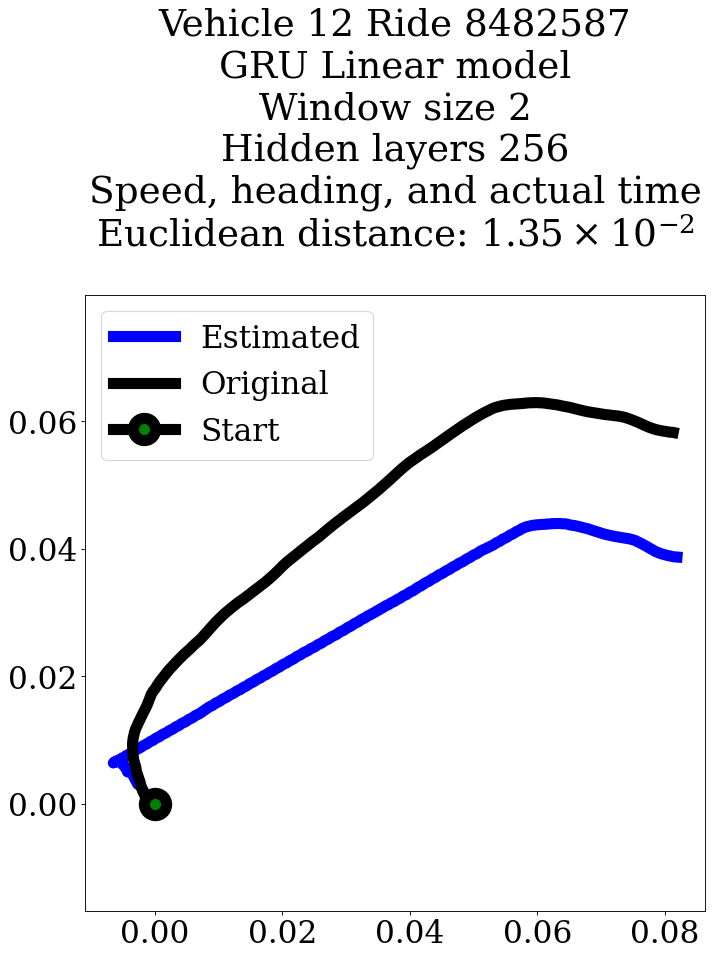 Vehicle 12 Ride 8482587
GRU Linear model
Window size 2
Hidden layers 256
Speed, heading, and actual time
Euclidean distance: 1.35 × 10⁻²
Estimated
Original
Start
0.06
0.04
0.02
0.00
0.00 0.02 0.04 0.06 0.08